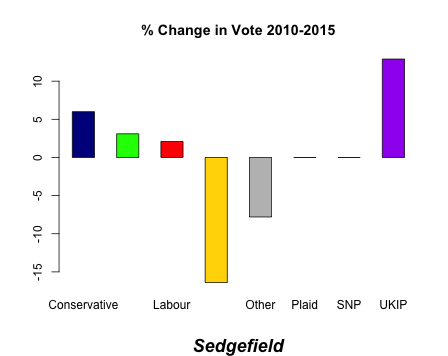 % Change in Vote 2010-2015
10
5
0
-5
-10
-15
Conservative Labour Other Plaid SNP UKIP
Sedgefield